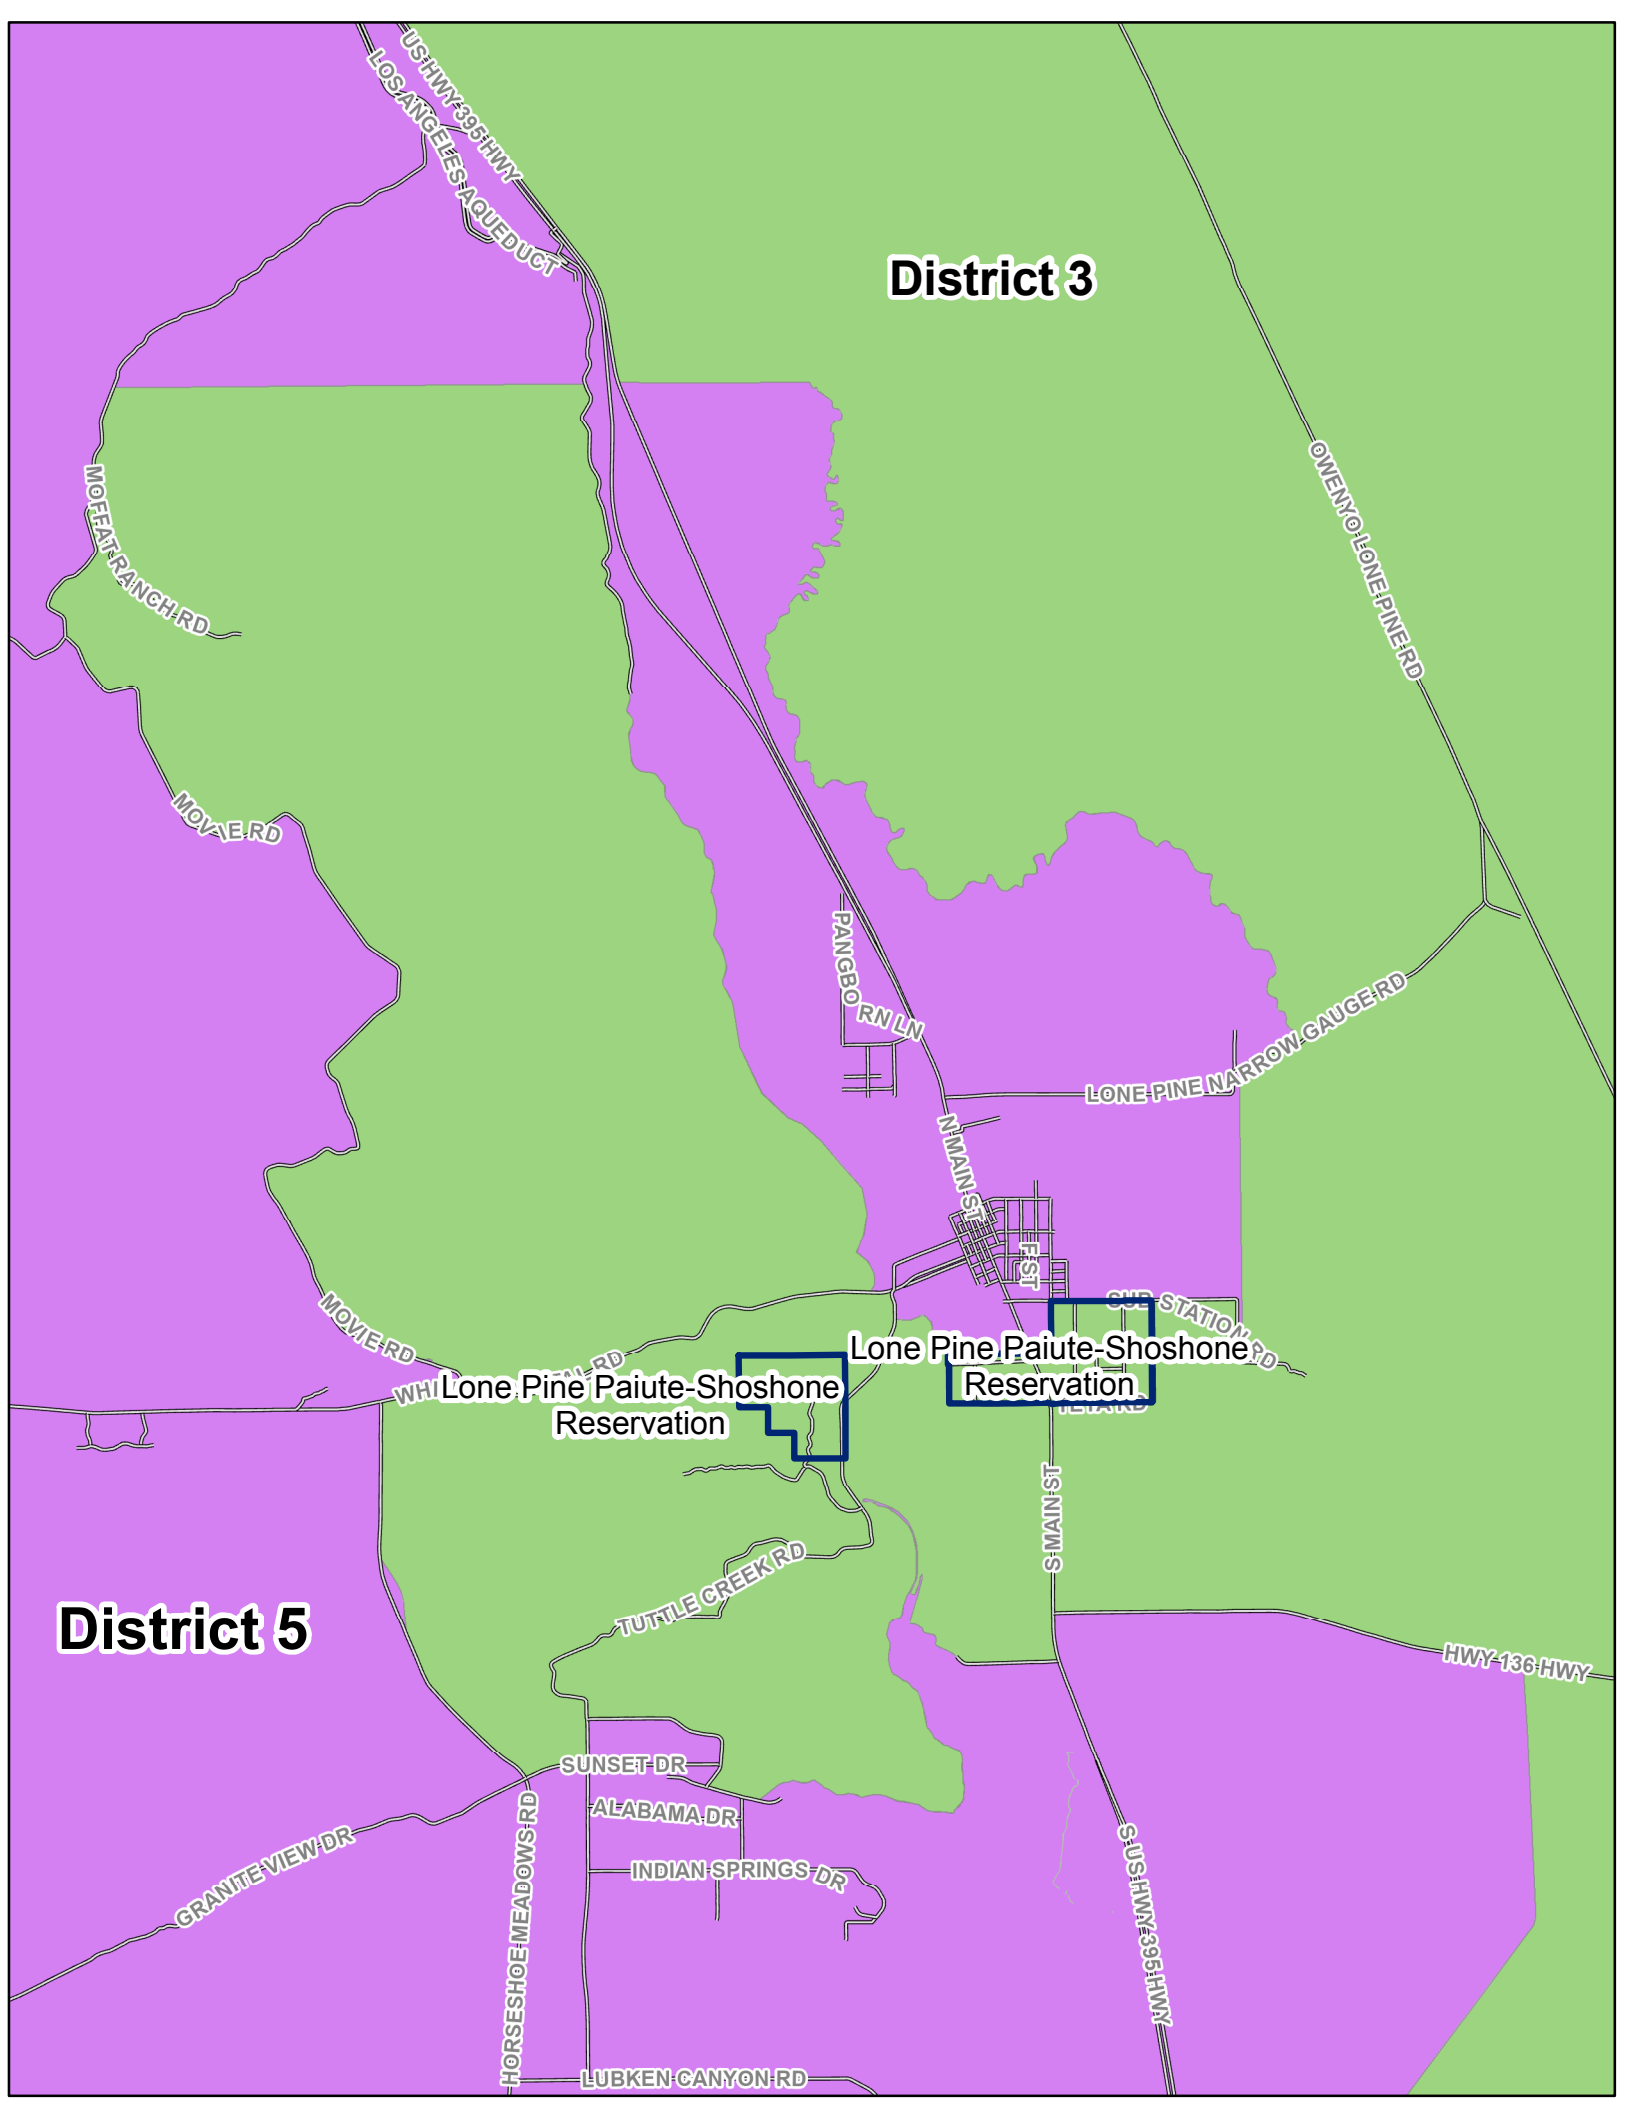 US HWY 395 HWY
LOS ANGELES AQUEDUCT
District 3
OWENYO LONE PINE RD
MOFFAT RANCH RD
MOVIE RD
PANGBORN LN
LONE PINE NARROW GAUGE RD
N MAIN ST
E ST
SUB STATION RD
MOVIE RD
Lone Pine Paiute-Shoshone
Reservation
RD
Lone Pine Paiute-Shoshone
Reservation
S MAIN ST
TUTTLE CREEK RD
District 5
HWY 136 HWY
SUNSET DR
ALABAMA DR
GRANITE VIEW DR
HORSESHOE MEADOWS RD
INDIAN SPRINGS DR
S US HWY 395 HWY
LUBKEN CANYON RD